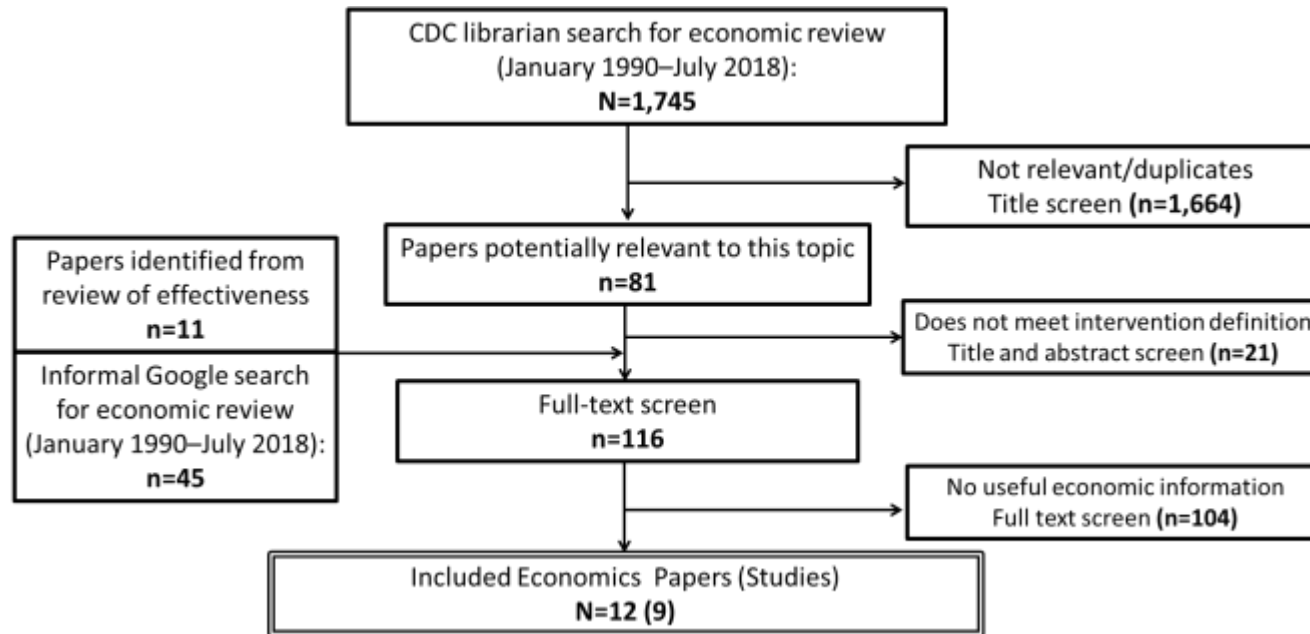 CDC librarian search for economic review
(January 1990–July 2018):
N=1,745
Not relevant/duplicates
Title screen (n=1,664)
Papers potentially relevant to this topic
n=81
Papers identified from
review of effectiveness
n=11
Does not meet intervention definition
Title and abstract screen (n=21)
Informal Google search
for economic review
(January 1990–July 2018):
n=45
Full-text screen
n=116
No useful economic information
Full text screen (n=104)
Included Economics Papers (Studies)
N=12 (9)